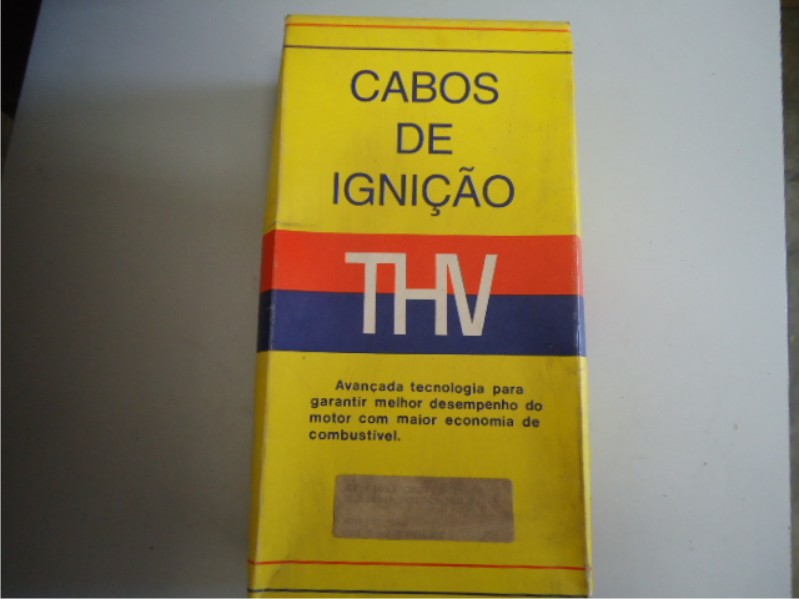 CABOS
DE
IGNIÇÃO
THV
Avançada tecnologia para
garantir melhor desempenho do
motor com maior economia de
combustível.